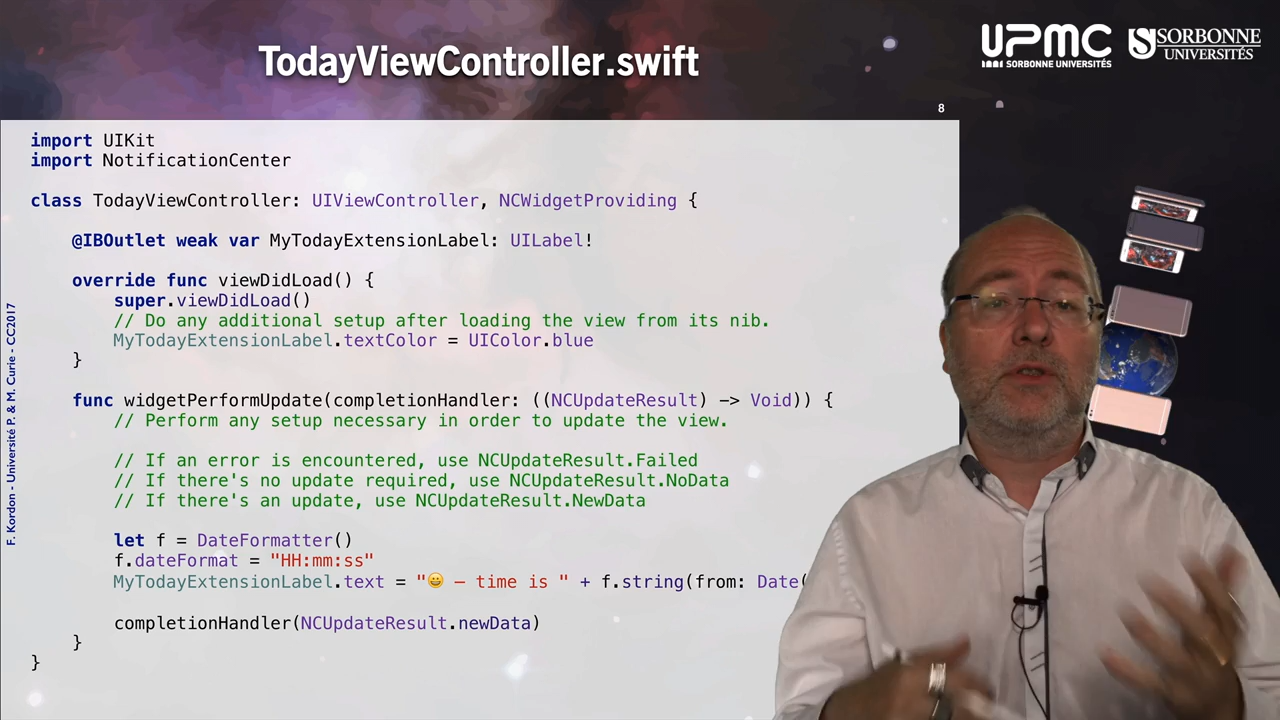 TodayViewController.swift
UPMC
SORBONNE UNIVERSITÉS
SORBONNE
UNIVERSITÉS
8
import UIKit
import NotificationCenter
class TodayViewController: UIViewController, NCWidgetProviding {
@IBOutlet weak var MyTodayExtensionLabel: UILabel!
override func viewDidLoad() {
super.viewDidLoad()
// Do any additional setup after loading the view from its nib.
MyTodayExtensionLabel.textColor = UIColor.blue
}
func widgetPerformUpdate(completionHandler: ((NCUpdateResult) -> Void)) {
// Perform any setup necessary in order to update the view.
// If an error is encountered, use NCUpdateResult.Failed
// If there's no update required, use NCUpdateResult.NoData
// If there's an update, use NCUpdateResult.NewData
let f = DateFormatter()
f.dateFormat = "HH:mm:ss"
MyTodayExtensionLabel.text = "😀 – time is " + f.string(from: Date(
completionHandler(NCUpdateResult.newData)
}
}
F. Kordon - Université P. & M. Curie - CC2017